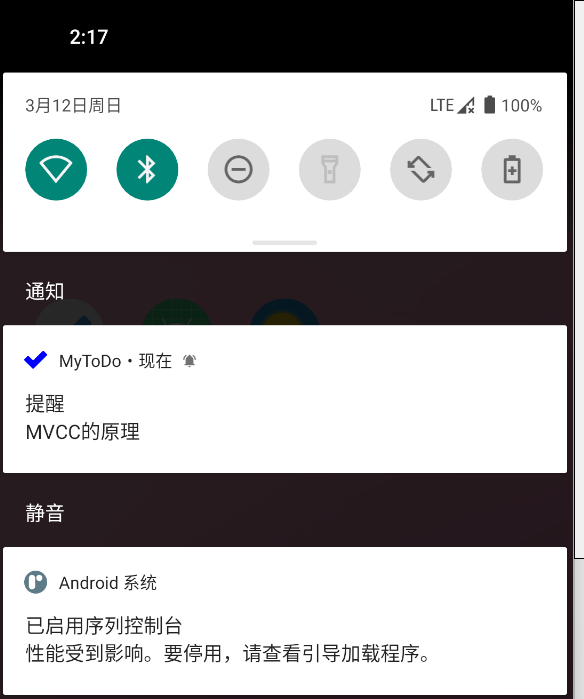 2:17
3月12日周日
LTE 100%
通知
MyToDo • 现在
提醒
MVCC的原理
静音
Android 系统
已启用序列控制台
性能受到影响。要停用，请查看引导加载程序。